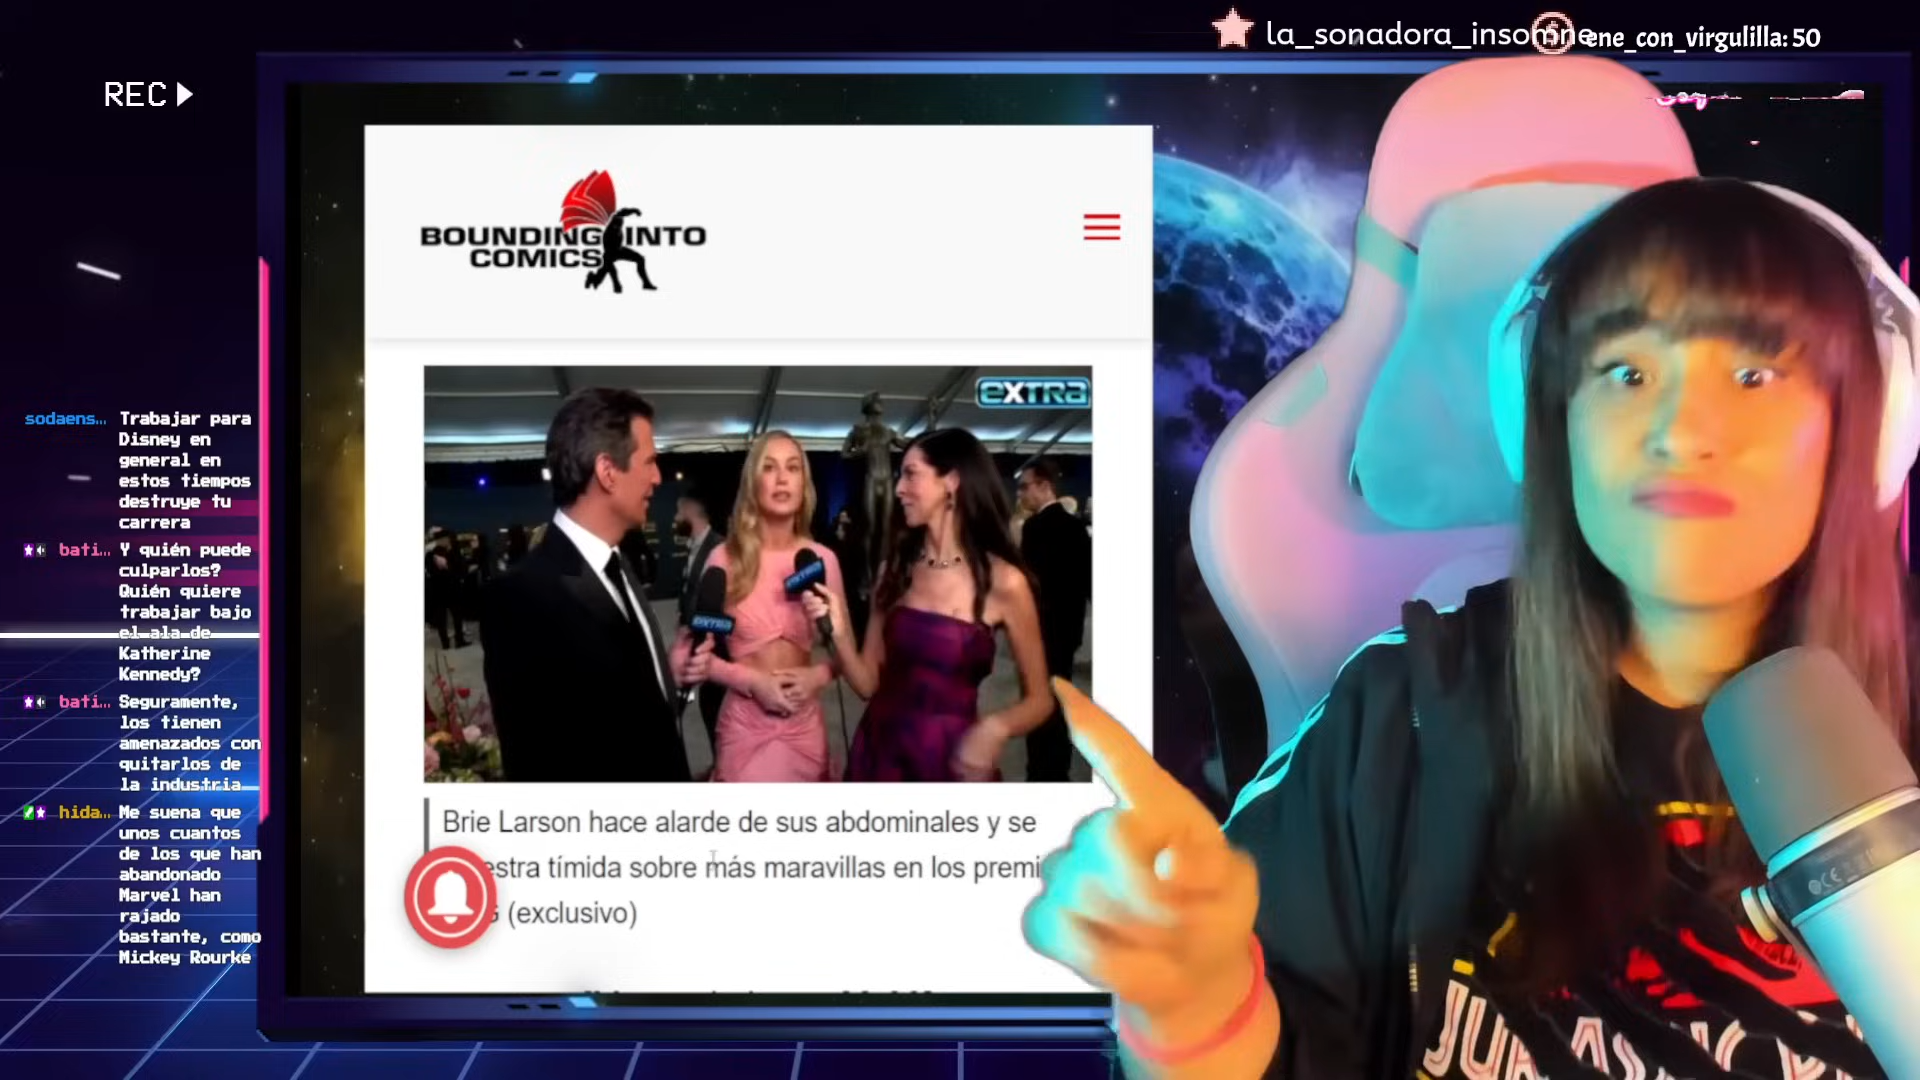 la_sonadora_insomne
ene_con_virgulilla: 50
REC
BOUNDING INTO
COMICS
EXTRA
EXTRA
EXTRA
sodaens... Trabajar para
Disney en
general en
estos tiempos
destruye tu
carrera
bati... Y quién puede
culparlos?
Quién quiere
trabajar bajo
el ala de
Katherine
Kennedy?
bati... Seguramente,
los tienen
amenazados con
quitarlos de
la industria
hida... Me suena que
unos cuantos
de los que han
abandonado
Marvel han
rajado
bastante, como
Mickey Rourke
Brie Larson hace alarde de sus abdominales y se
estra tímida sobre más maravillas en los premi
G (exclusivo)
JURASSIC P